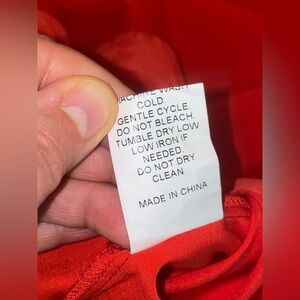 MACHINE WASH
COLD.
GENTLE CYCLE
DO NOT BLEACH.
TUMBLE DRY LOW
LOW IRON IF
NEEDED.
DO NOT DRY
CLEAN.
MADE IN CHINA